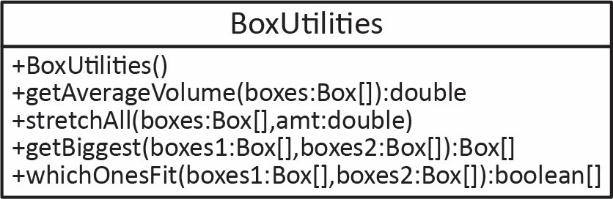 BoxUtilities
+BoxUtilities()
+getAverageVolume(boxes:Box[]):double
+stretchAll(boxes:Box[],amt:double)
+getBiggest(boxes1:Box[],boxes2:Box[]):Box[]
+whichOnesFit(boxes1:Box[],boxes2:Box[]):boolean[]